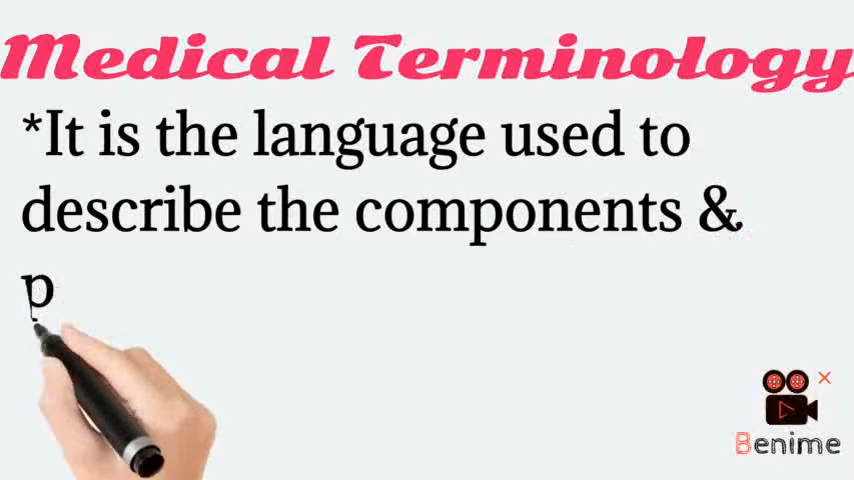 Medical Terminology
*It is the language used to
describe the components &
p
Benime